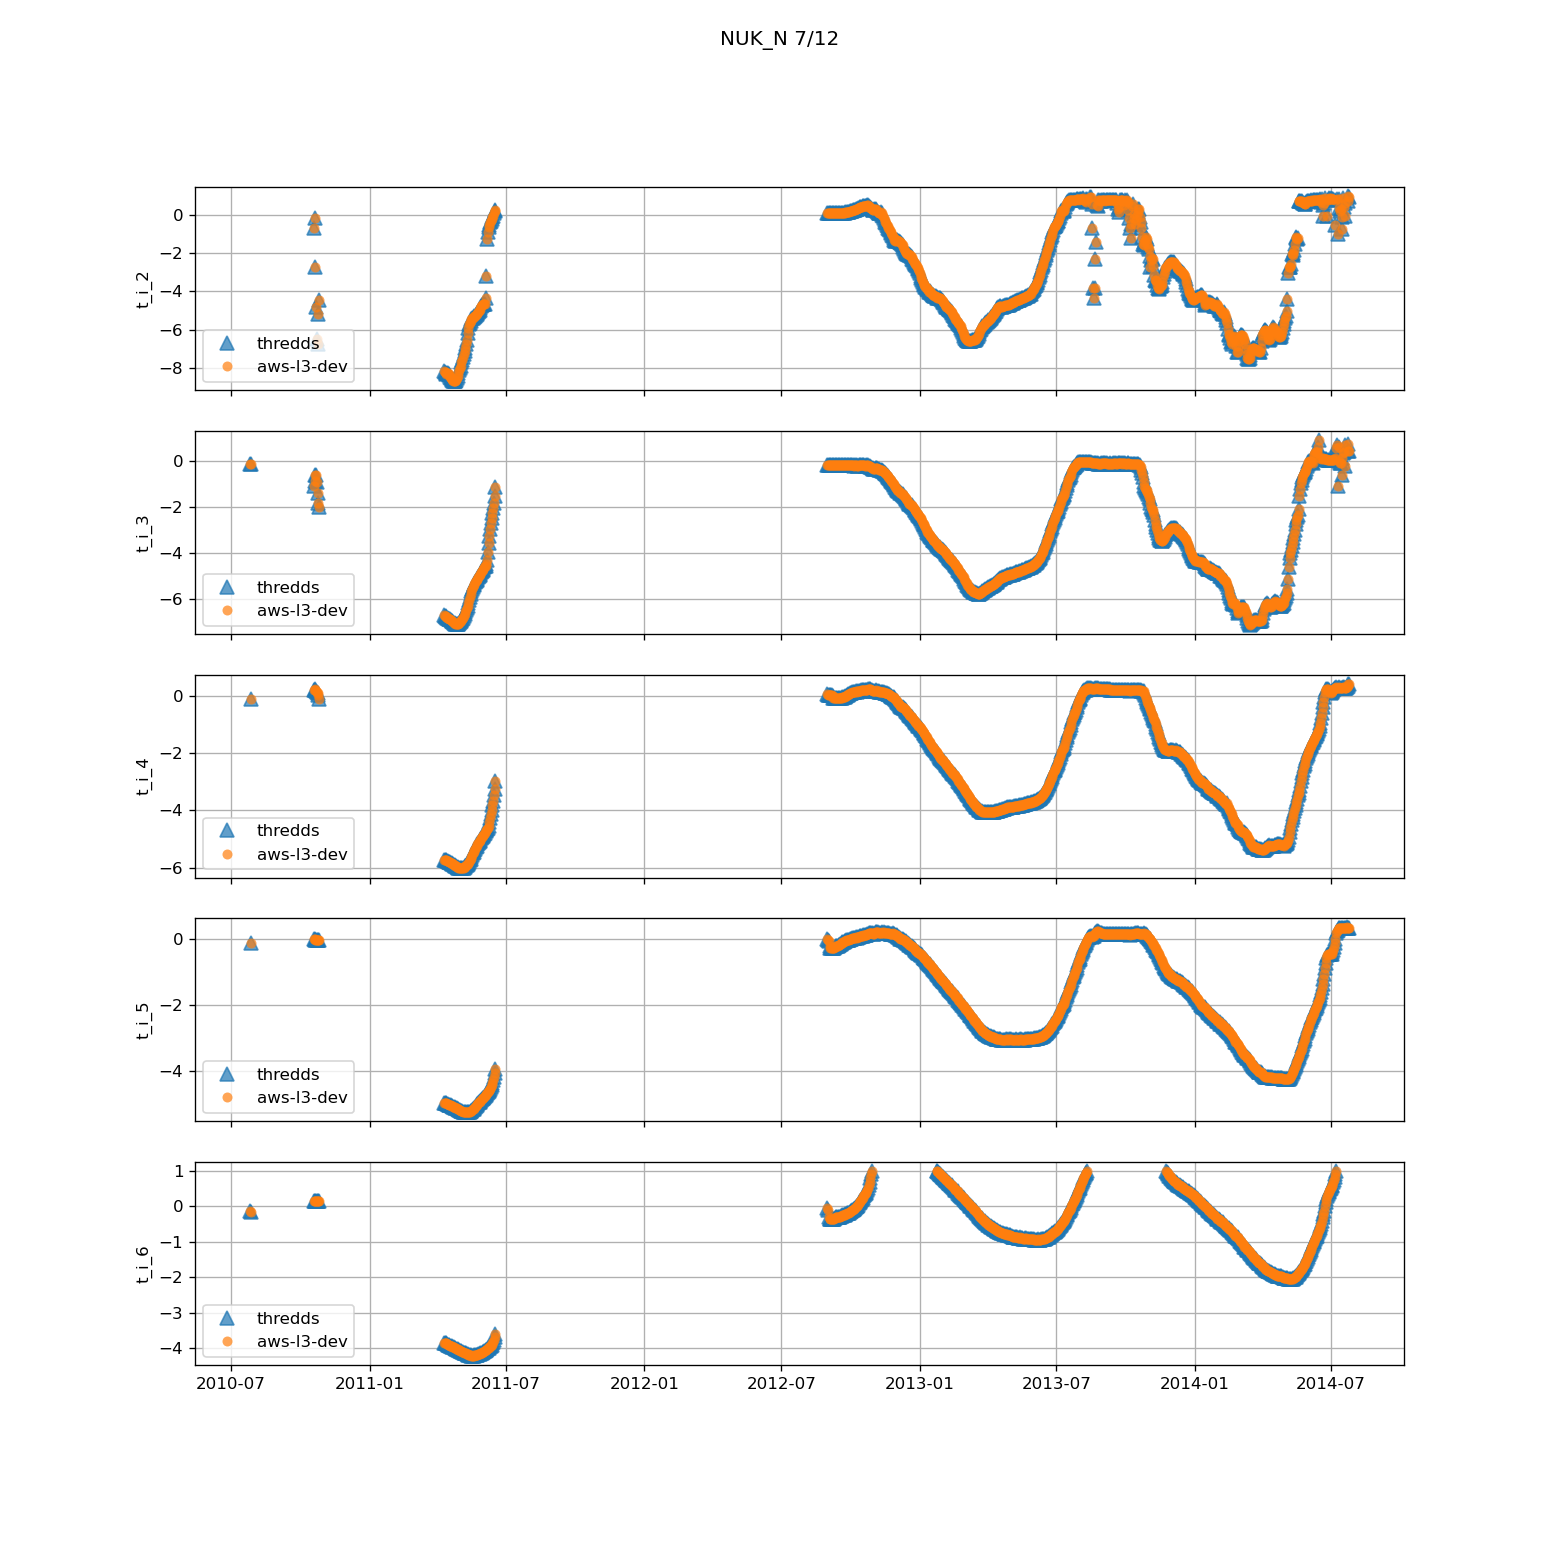 NUK_N 7/12
0
−2
−4
−6
−8
t_i_2
thredds
aws-l3-dev
0
−2
−4
−6
t_i_3
thredds
aws-l3-dev
0
−2
−4
−6
t_i_4
thredds
aws-l3-dev
0
−2
−4
t_i_5
thredds
aws-l3-dev
1
0
−1
−2
−3
−4
t_i_6
thredds
aws-l3-dev
2010-07 2011-01 2011-07 2012-01 2012-07 2013-01 2013-07 2014-01 2014-07